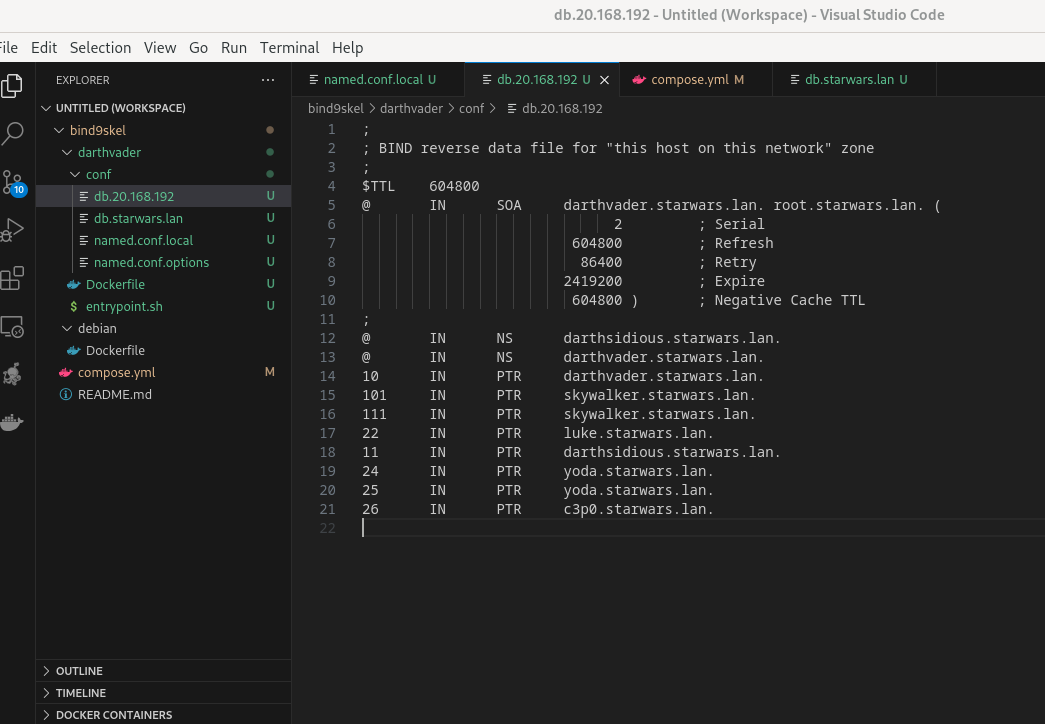 db.20.168.192 - Untitled (Workspace) - Visual Studio Code
File Edit Selection View Go Run Terminal Help
EXPLORER ···
UNTITLED (WORKSPACE)
bind9skel
darthvader
conf
db.20.168.192 U
db.starwars.lan U
named.conf.local U
named.conf.options U
Dockerfile U
$ entrypoint.sh U
debian
Dockerfile
compose.yml M
README.md
OUTLINE
TIMELINE
DOCKER CONTAINERS
10
named.conf.local U db.20.168.192 U compose.yml M db.starwars.lan U
bind9skel > darthvader > conf > db.20.168.192
1 ;
2 ; BIND reverse data file for "this host on this network" zone
3 ;
4 $TTL 604800
5 @ IN SOA darthvader.starwars.lan. root.starwars.lan. (
6 2 ; Serial
7 604800 ; Refresh
8 86400 ; Retry
9 2419200 ; Expire
10 604800 ) ; Negative Cache TTL
11 ;
12 @ IN NS darthsidious.starwars.lan.
13 @ IN NS darthvader.starwars.lan.
14 10 IN PTR darthvader.starwars.lan.
15 101 IN PTR skywalker.starwars.lan.
16 111 IN PTR skywalker.starwars.lan.
17 22 IN PTR luke.starwars.lan.
18 11 IN PTR darthsidious.starwars.lan.
19 24 IN PTR yoda.starwars.lan.
20 25 IN PTR yoda.starwars.lan.
21 26 IN PTR c3p0.starwars.lan.
22